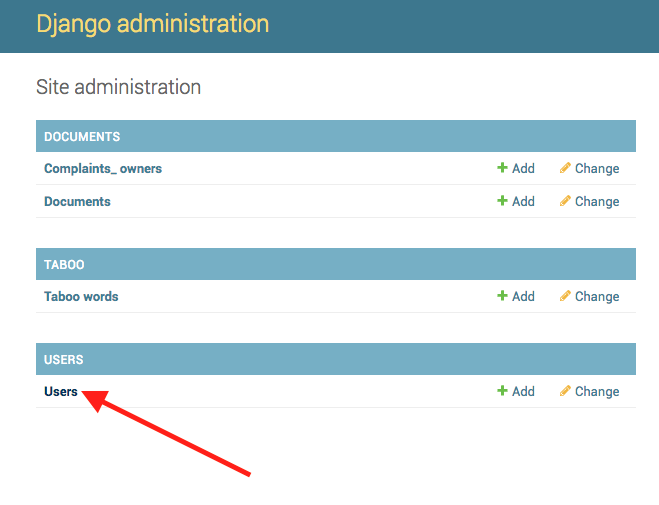 Django administration
Site administration
DOCUMENTS
Complaints_ owners Add Change
Documents Add Change
TABOO
Taboo words Add Change
USERS
Users Add Change